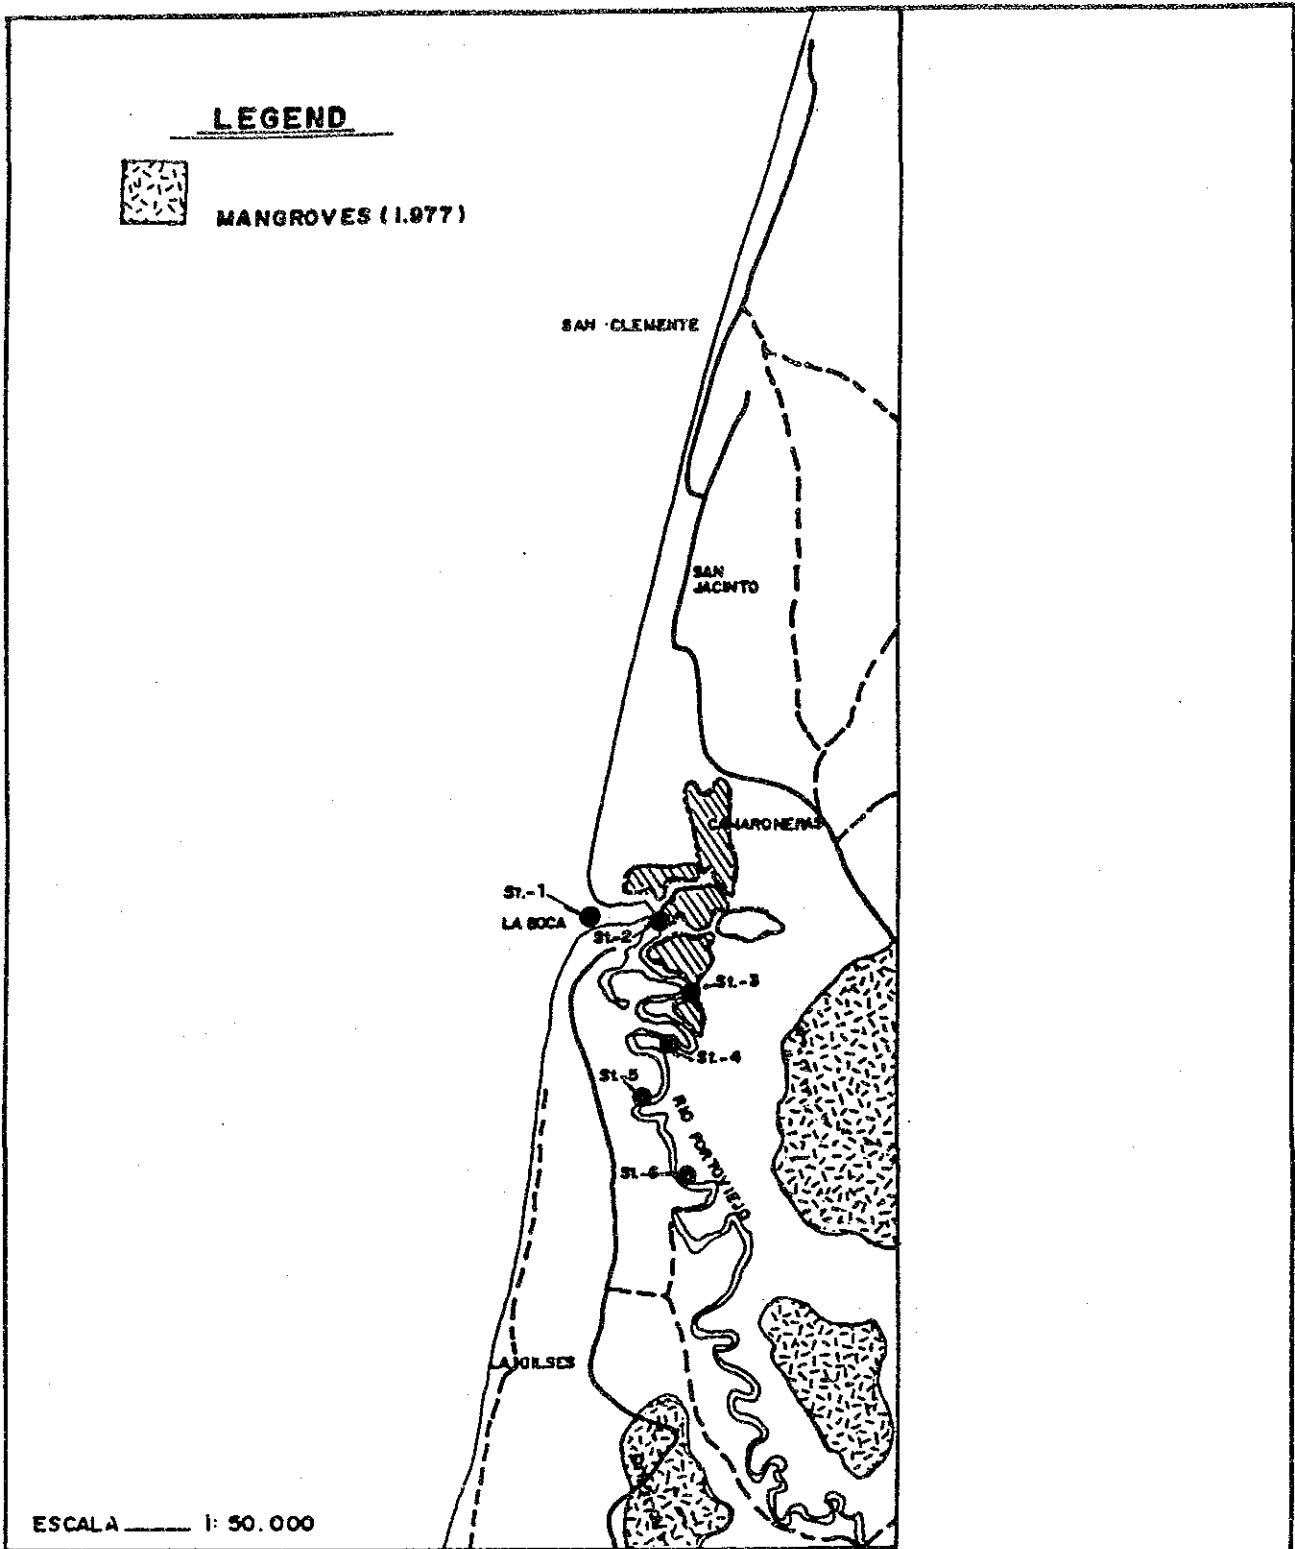 LEGEND
MANGROVES (1.977)
SAN CLEMENTE
SAN
JACINTO
CAMARONERAS
St.-1
LA BOCA
St.-2
St.-3
St.-4
St.-5
RIO PORTOVIEJO
St.-6
ESCALA 1: 50.000